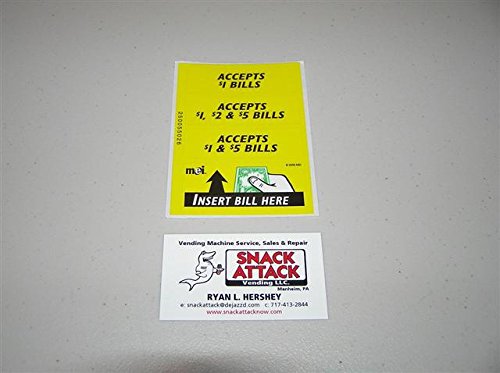 ACCEPTS
$1 BILLS
ACCEPTS
$1, $2 & $5 BILLS
ACCEPTS
$1 & $5 BILLS
250055026
mei
INSERT BILL HERE
Vending Machine Service, Sales & Repair
SNACK
ATTACK
Vending LLC.
Manheim, PA
RYAN L. HERSHEY
e: snackattack@dejazzd.com c: 717-413-2844
www.snackattacknow.com